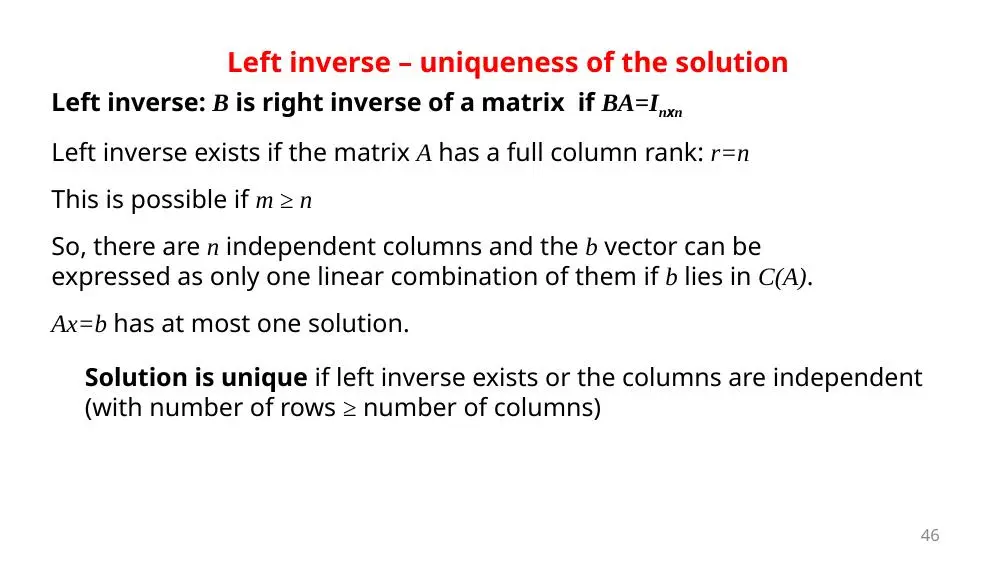 Left inverse – uniqueness of the solution
Left inverse: B is right inverse of a matrix  if BA=Inxn
Left inverse exists if the matrix A has a full column rank: r=n
This is possible if m ≥ n
So, there are n independent columns and the b vector can be
expressed as only one linear combination of them if b lies in C(A).
Ax=b has at most one solution.
Solution is unique if left inverse exists or the columns are independent
(with number of rows ≥ number of columns)
46